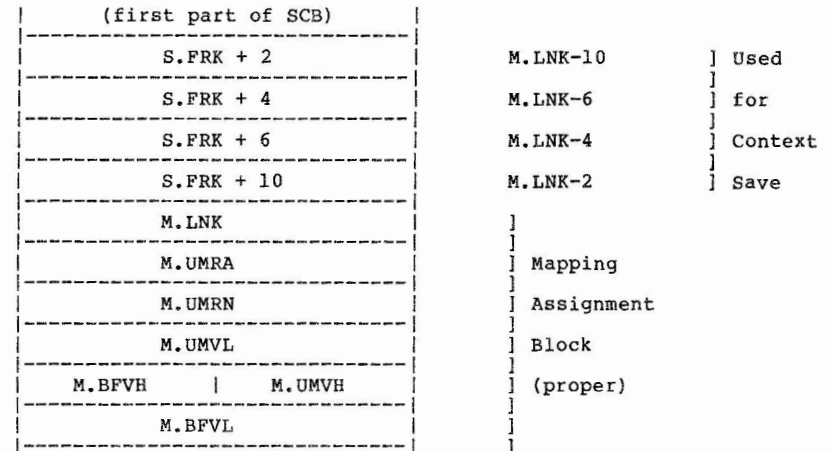 (first part of SCB)
S.FRK + 2 M.LNK-10 ] Used
]
S.FRK + 4 M.LNK-6 ] for
]
S.FRK + 6 M.LNK-4 ] Context
]
S.FRK + 10 M.LNK-2 ] Save
M.LNK ]
]
M.UMRA ] Mapping
]
M.UMRN ] Assignment
]
M.UMVL ] Block
]
M.BFVH | M.UMVH ] (proper)
]
M.BFVL ]
]